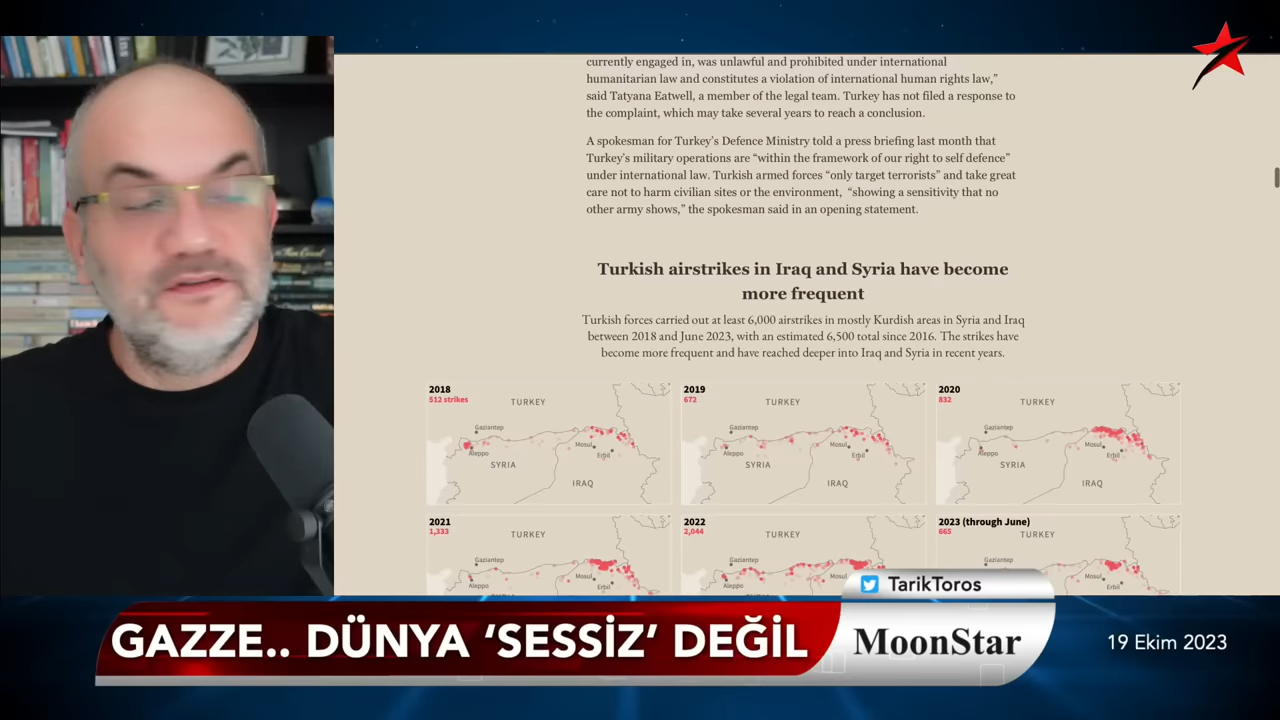 currently engaged in, was unlawful and prohibited under international
humanitarian law and constitutes a violation of international human rights law,”
said Tatyana Eatwell, a member of the legal team. Turkey has not filed a response to
the complaint, which may take several years to reach a conclusion.
A spokesman for Turkey’s Defence Ministry told a press briefing last month that
Turkey’s military operations are “within the framework of our right to self defence”
under international law. Turkish armed forces “only target terrorists” and take great
care not to harm civilian sites or the environment, “showing a sensitivity that no
other army shows,” the spokesman said in an opening statement.
Turkish airstrikes in Iraq and Syria have become
more frequent
Turkish forces carried out at least 6,000 airstrikes in mostly Kurdish areas in Syria and Iraq
between 2018 and June 2023, with an estimated 6,500 total since 2016. The strikes have
become more frequent and have reached deeper into Iraq and Syria in recent years.
2018
512 strikes
TURKEY
Gaziantep
Aleppo
Mosul
Erbil
SYRIA
IRAQ
2019
672
TURKEY
Gaziantep
Aleppo
Mosul
Erbil
SYRIA
IRAQ
2020
832
TURKEY
Gaziantep
Aleppo
Mosul
Erbil
SYRIA
IRAQ
2021
1,333
TURKEY
Gaziantep
Aleppo
Mosul
Erbil
2022
2,044
TURKEY
Gaziantep
Aleppo
Mosul
2023 (through June)
665
TURKEY
Gaziantep
Aleppo
Erbil
TarikToros
GAZZE.. DÜNYA ‘SESSİZ’ DEĞİL
MoonStar
19 Ekim 2023